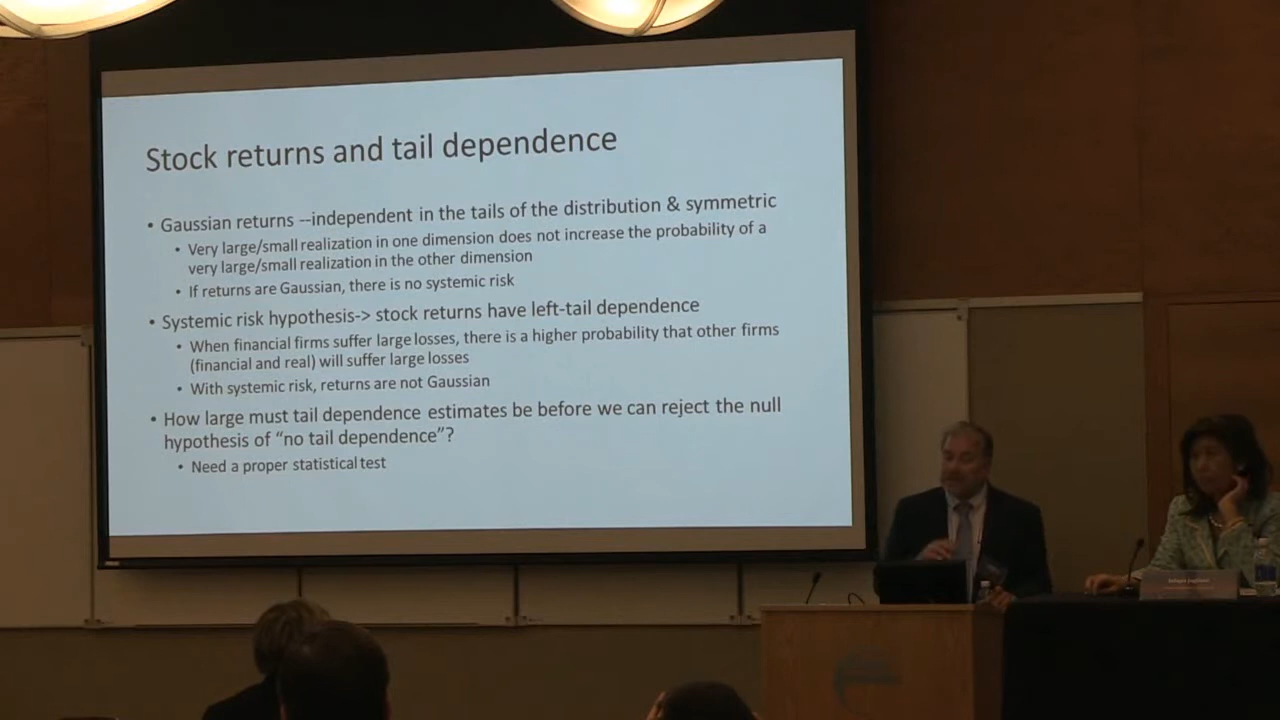 Stock returns and tail dependence
• Gaussian returns --independent in the tails of the distribution & symmetric
• Very large/small realization in one dimension does not increase the probability of a
very large/small realization in the other dimension
• If returns are Gaussian, there is no systemic risk
• Systemic risk hypothesis-> stock returns have left-tail dependence
• When financial firms suffer large losses, there is a higher probability that other firms
(financial and real) will suffer large losses
• With systemic risk, returns are not Gaussian
• How large must tail dependence estimates be before we can reject the null
hypothesis of “no tail dependence”?
• Need a proper statistical test